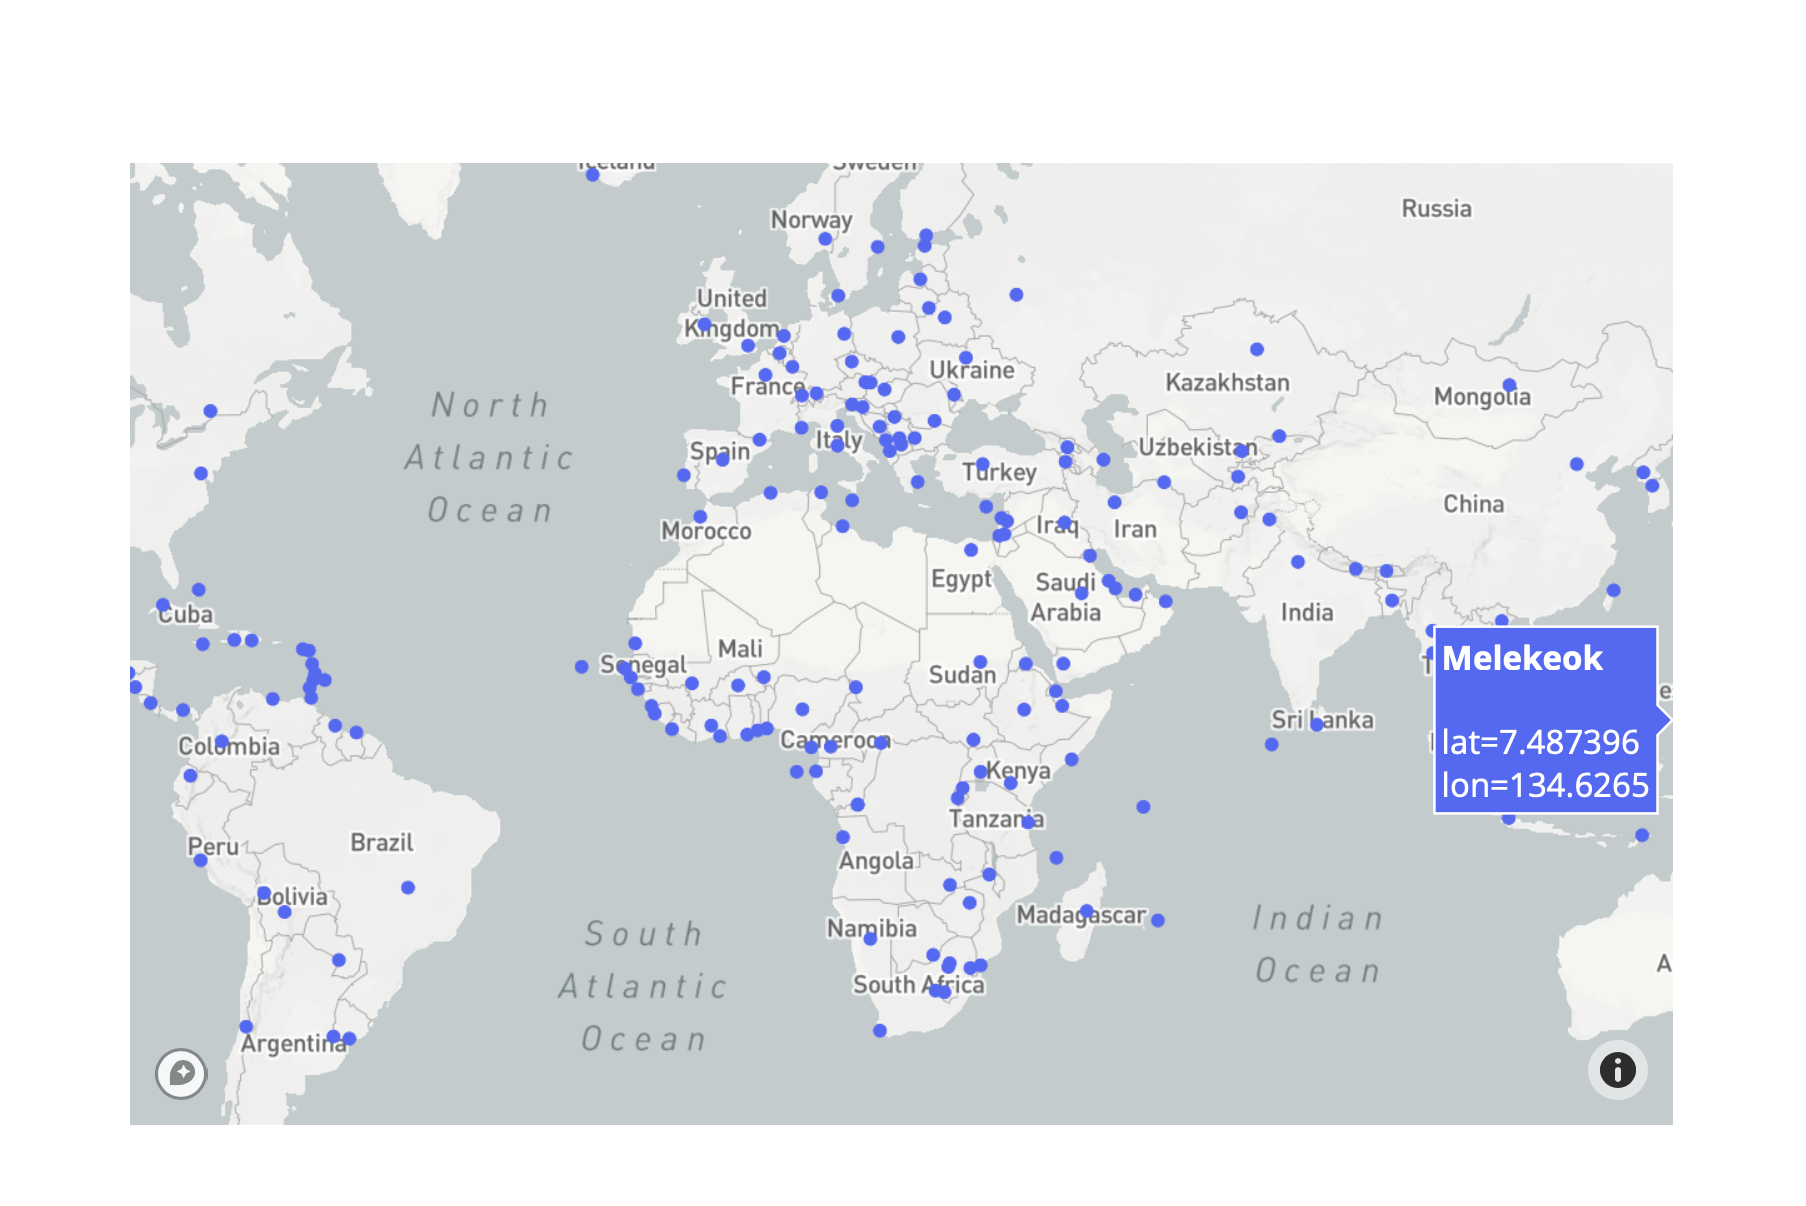 Iceland
Sweden
Norway
Russia
United
Kingdom
North
Atlantic
Ocean
France
Ukraine
Kazakhstan
Mongolia
Spain
Italy
Turkey
Uzbekistan
China
Morocco
Iraq
Iran
Egypt
Saudi
Arabia
India
Cuba
Mali
Senegal
Sudan
Melekeok
lat=7.487396
lon=134.6265
Colombia
Cameroon
Sri Lanka
Kenya
Tanzania
Peru
Brazil
Angola
Bolivia
Namibia
Madagascar
South
Atlantic
Ocean
Indian
Ocean
South Africa
Argentina
A